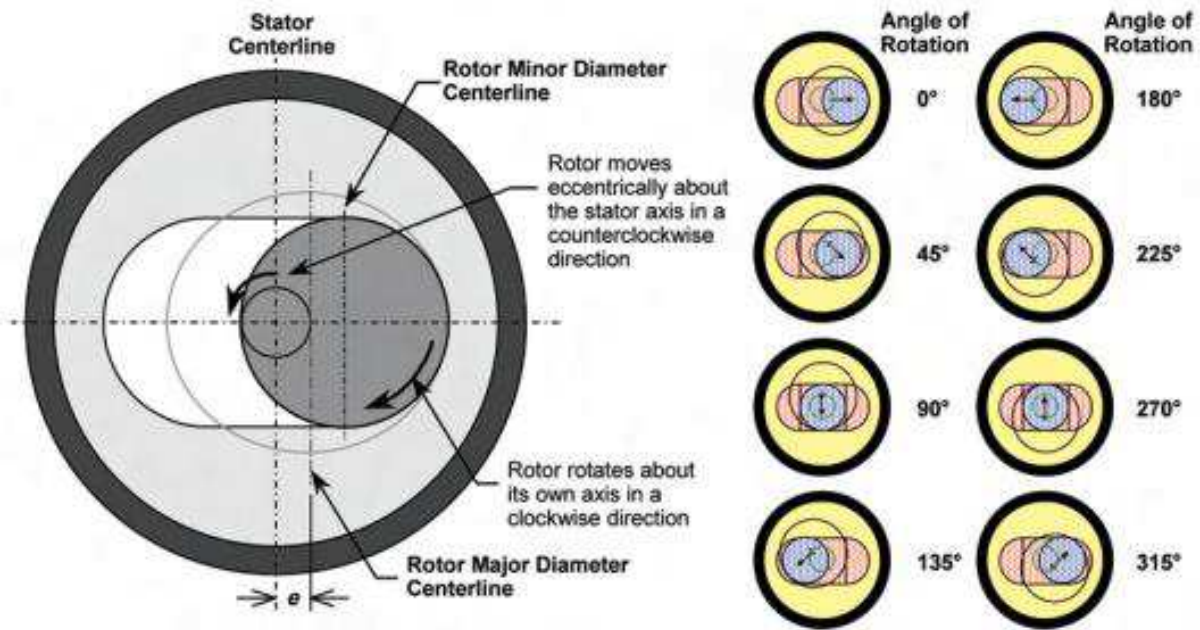 Stator
Centerline
Rotor Minor Diameter
Centerline
Rotor moves
eccentrically about
the stator axis in a
counterclockwise
direction
Rotor rotates about
its own axis in a
clockwise direction
Rotor Major Diameter
Centerline
e
Angle of
Rotation
Angle of
Rotation
0°
180°
45°
225°
90°
270°
135°
315°